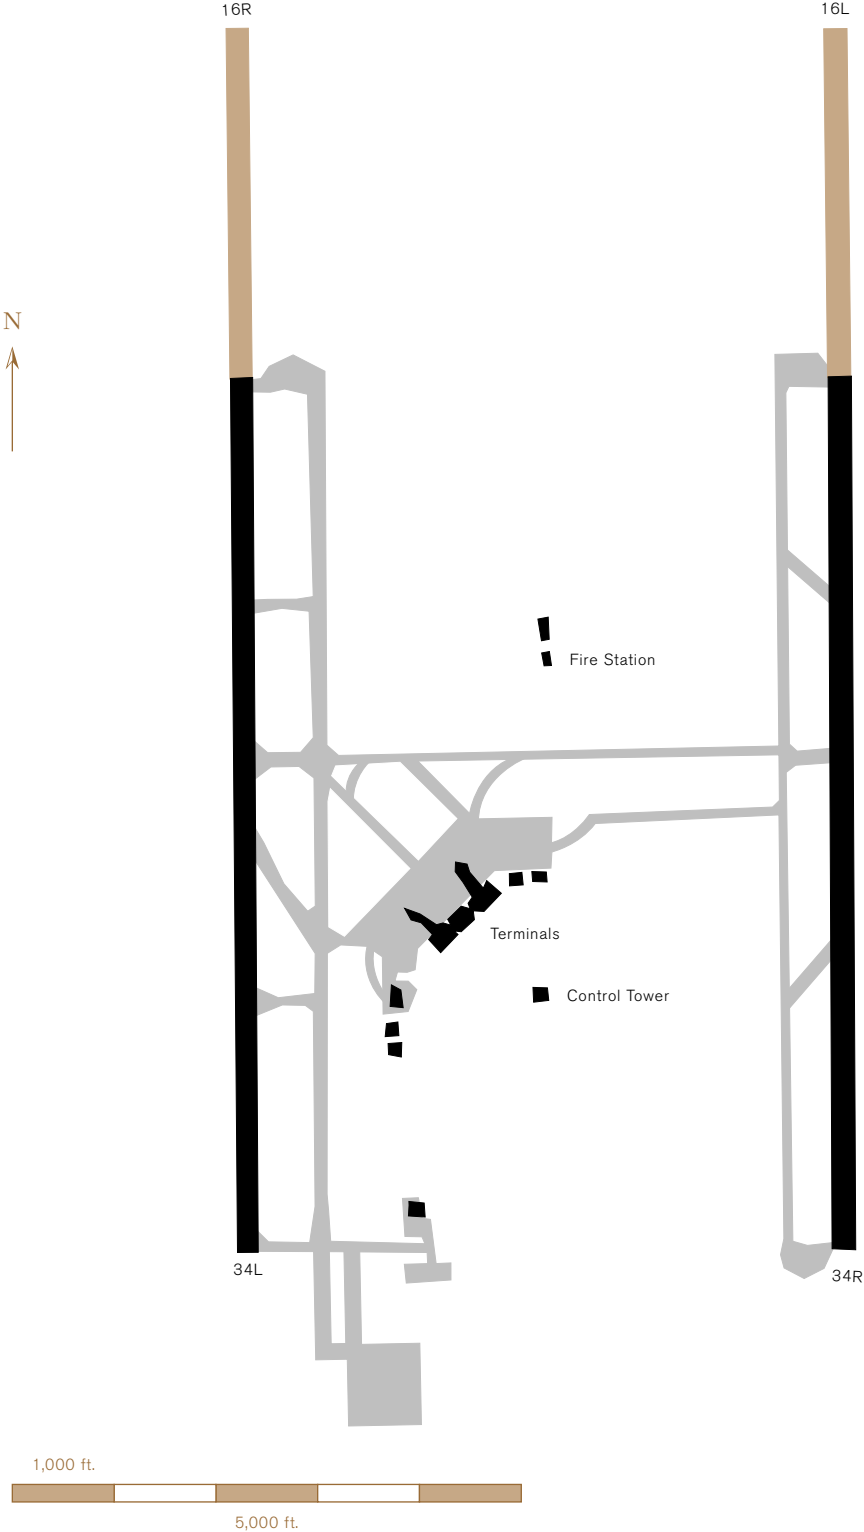 16R
16L
N
Fire Station
Terminals
Control Tower
34L
34R
1,000 ft.
5,000 ft.